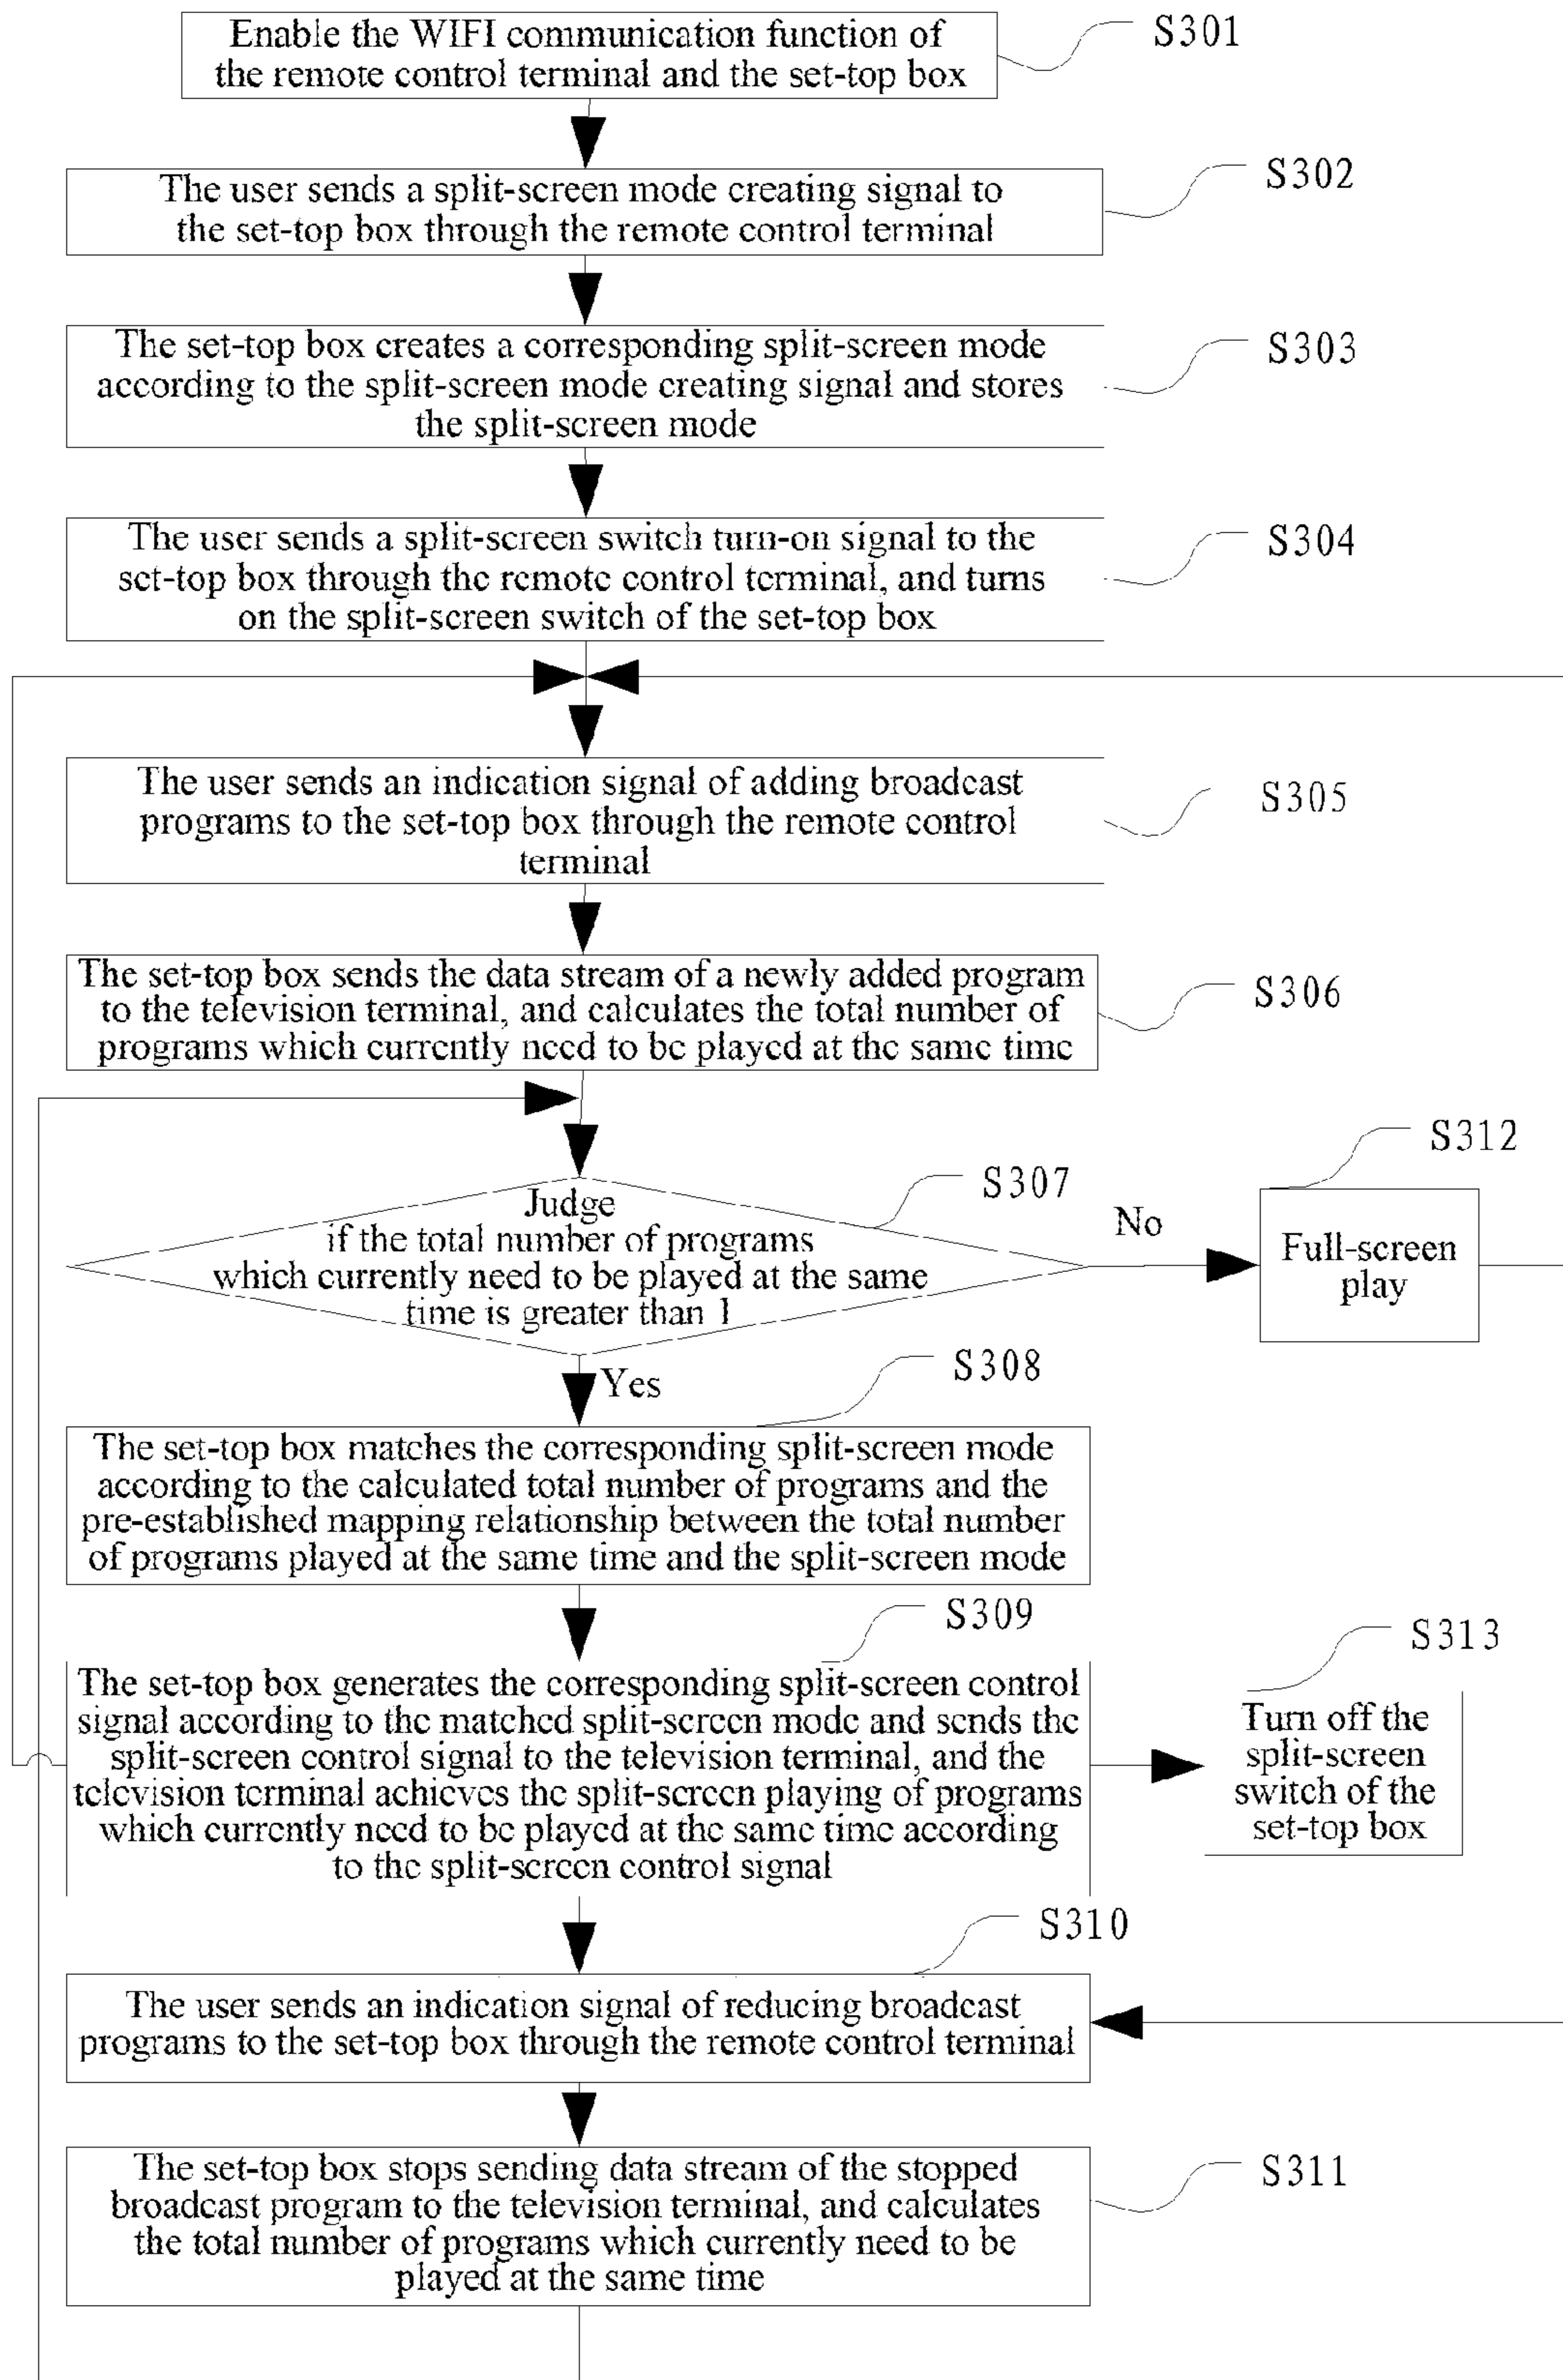 Enable the WIFI communication function of
the remote control terminal and the set-top box
S301
The user sends a split-screen mode creating signal to
the set-top box through the remote control terminal
S302
The set-top box creates a corresponding split-screen mode
according to the split-screen mode creating signal and stores
the split-screen mode
S303
The user sends a split-screen switch turn-on signal to the
set-top box through the remote control terminal, and turns
on the split-screen switch of the set-top box
S304
The user sends an indication signal of adding broadcast
programs to the set-top box through the remote control
terminal
S305
The set-top box sends the data stream of a newly added program
to the television terminal, and calculates the total number of
programs which currently need to be played at the same time
S306
Judge
if the total number of programs
which currently need to be played at the same
time is greater than 1
S307
No
S312
Full-screen
play
Yes
S308
The set-top box matches the corresponding split-screen mode
according to the calculated total number of programs and the
pre-established mapping relationship between the total number
of programs played at the same time and the split-screen mode
S309
The set-top box generates the corresponding split-screen control
signal according to the matched split-screen mode and sends the
split-screen control signal to the television terminal, and the
television terminal achieves the split-screen playing of programs
which currently need to be played at the same time according
to the split-screen control signal
S313
Turn off the
split-screen
switch of the
set-top box
S310
The user sends an indication signal of reducing broadcast
programs to the set-top box through the remote control terminal
The set-top box stops sending data stream of the stopped
broadcast program to the television terminal, and calculates
the total number of programs which currently need to be
played at the same time
S311